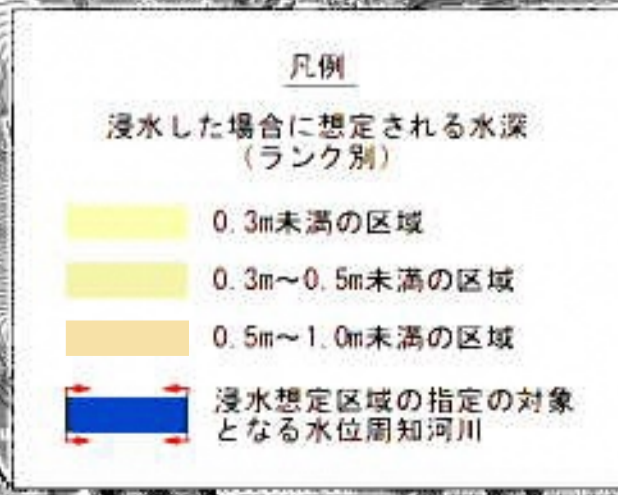 凡例
浸水した場合に想定される水深
(ランク別)
0.3m未満の区域
0.3m～0.5m未満の区域
0.5m～1.0m未満の区域
浸水想定区域の指定の対象
となる水位周知河川